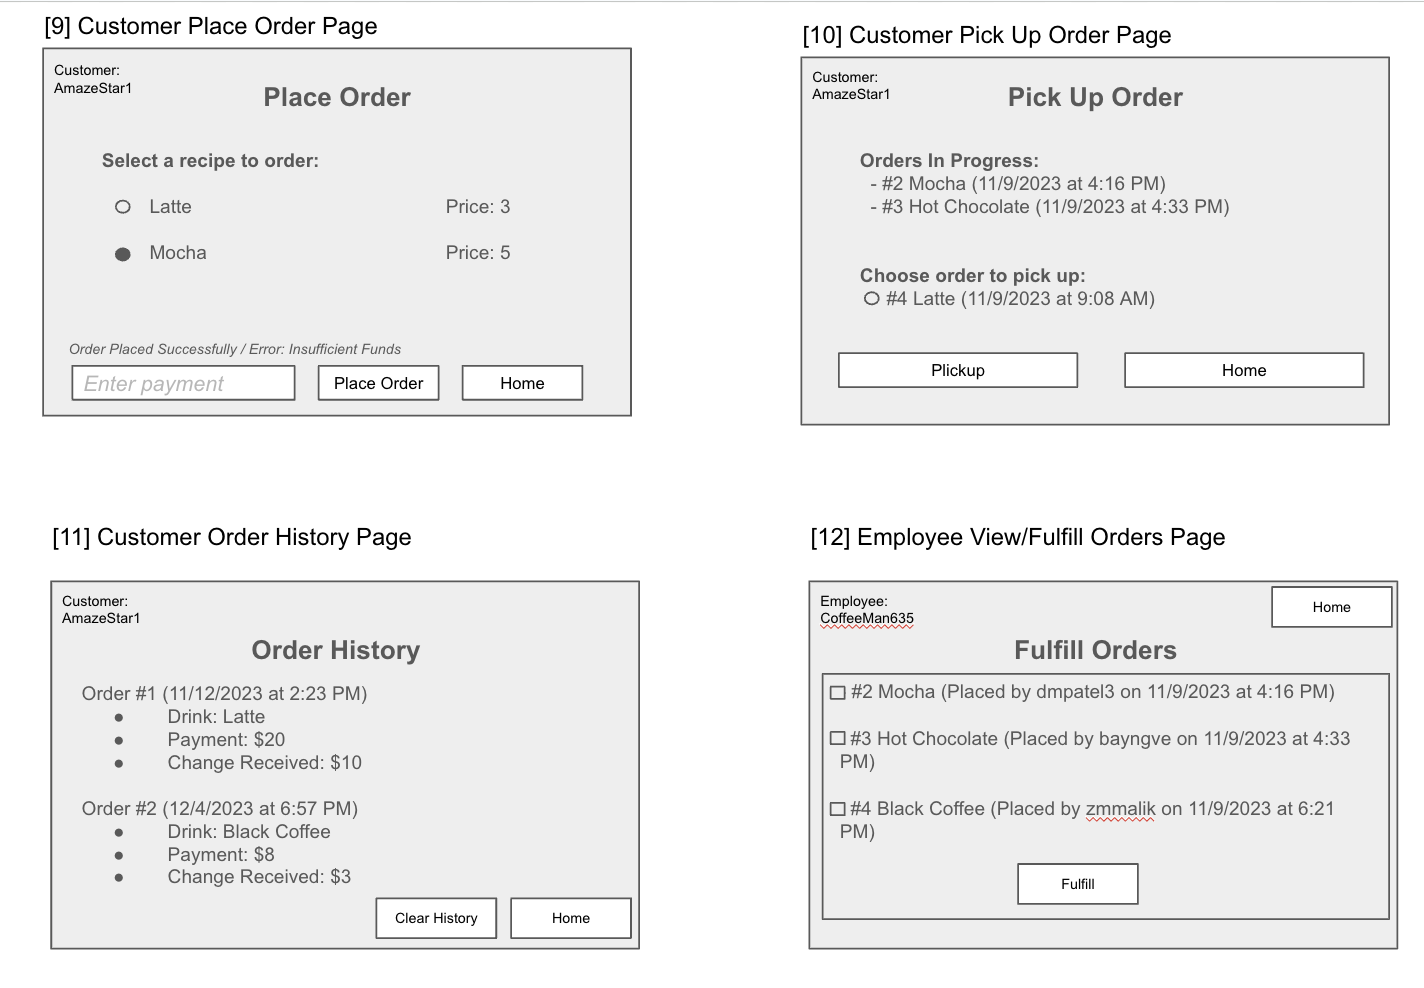 [9] Customer Place Order Page
Customer:
AmazeStar1
Place Order
Select a recipe to order:
Latte Price: 3
Mocha Price: 5
Order Placed Successfully / Error: Insufficient Funds
Enter payment
Place Order
Home
[10] Customer Pick Up Order Page
Customer:
AmazeStar1
Pick Up Order
Orders In Progress:
- #2 Mocha (11/9/2023 at 4:16 PM)
- #3 Hot Chocolate (11/9/2023 at 4:33 PM)
Choose order to pick up:
#4 Latte (11/9/2023 at 9:08 AM)
Plickup
Home
[11] Customer Order History Page
Customer:
AmazeStar1
Order History
Order #1 (11/12/2023 at 2:23 PM)
● Drink: Latte
● Payment: $20
● Change Received: $10
Order #2 (12/4/2023 at 6:57 PM)
● Drink: Black Coffee
● Payment: $8
● Change Received: $3
Clear History
Home
[12] Employee View/Fulfill Orders Page
Employee:
CoffeeMan635
Home
Fulfill Orders
#2 Mocha (Placed by dmpatel3 on 11/9/2023 at 4:16 PM)
#3 Hot Chocolate (Placed by bayngve on 11/9/2023 at 4:33
PM)
#4 Black Coffee (Placed by zmmalik on 11/9/2023 at 6:21
PM)
Fulfill